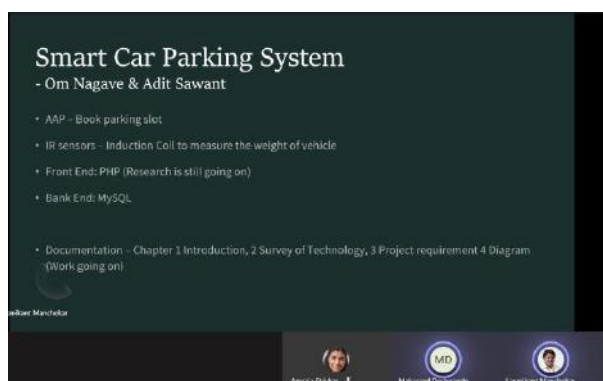 Smart Car Parking System
- Om Nagave & Adit Sawant
• AAP – Book parking slot
• IR sensors – Induction Coil to measure the weight of vehicle
• Front End: PHP (Research is still going on)
• Bank End: MySQL
• Documentation – Chapter 1 Introduction, 2 Survey of Technology, 3 Project requirement 4 Diagram
(Work going on)
Manchekar
MD